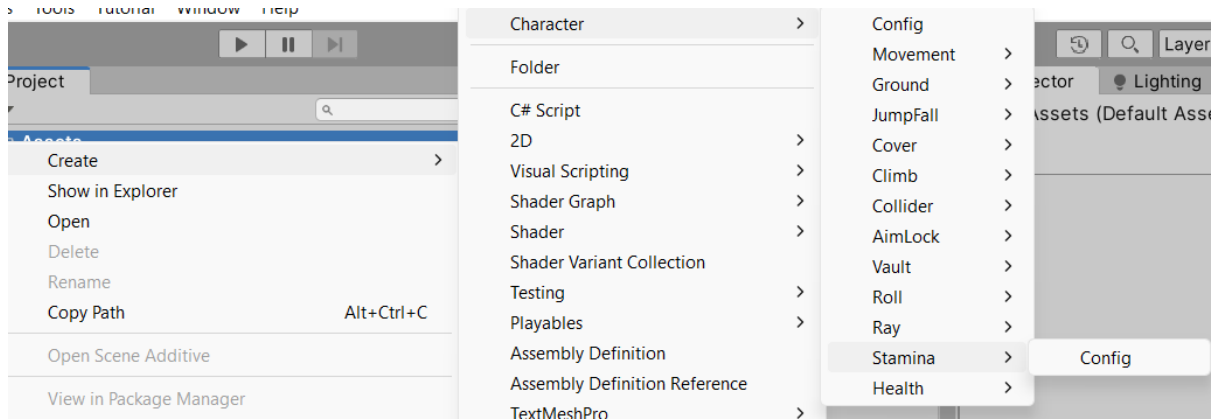 Tools Tutorial Window Help
Layer
Project
ector Lighting
Assets (Default Asse
Assets
Create
Show in Explorer
Open
Delete
Rename
Copy Path Alt+Ctrl+C
Open Scene Additive
View in Package Manager
Character
Folder
C# Script
2D
Visual Scripting
Shader Graph
Shader
Shader Variant Collection
Testing
Playables
Assembly Definition
Assembly Definition Reference
TextMeshPro
Config
Movement
Ground
JumpFall
Cover
Climb
Collider
AimLock
Vault
Roll
Ray
Stamina
Health
Config